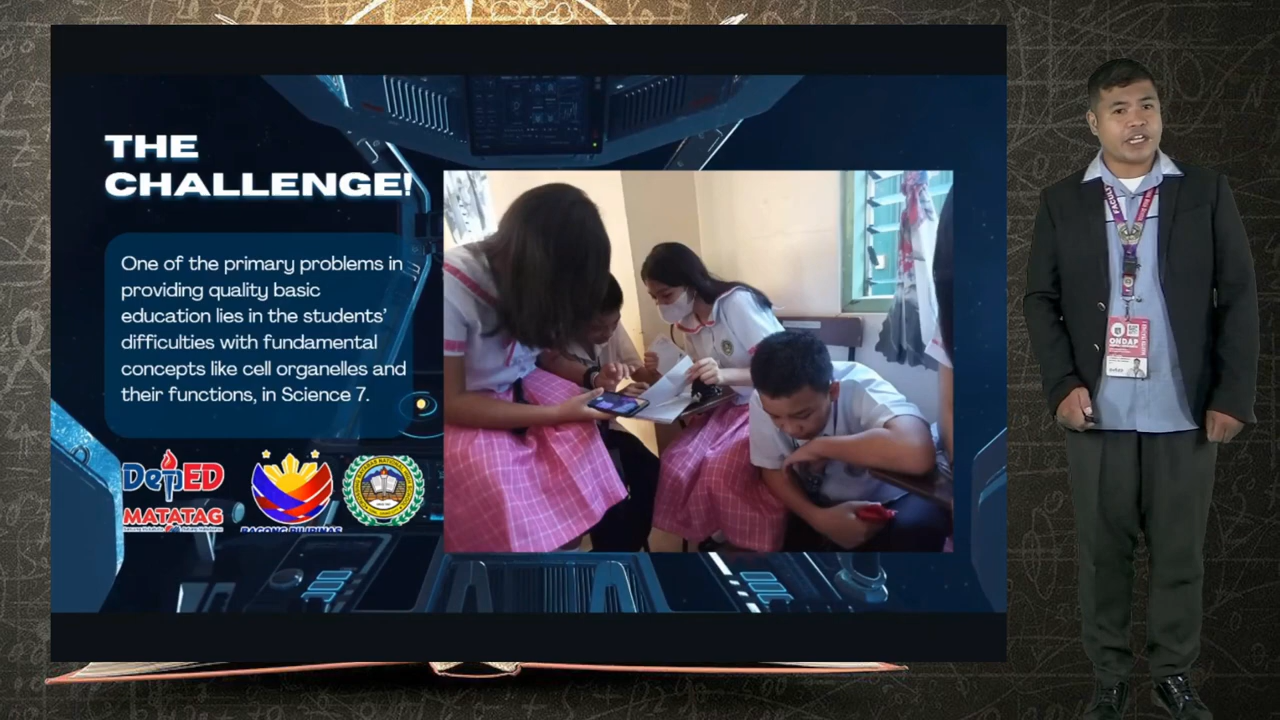 THE
CHALLENGE!
One of the primary problems in
providing quality basic
education lies in the students'
difficulties with fundamental
concepts like cell organelles and
their functions, in Science 7.
DepED
MATATAG
BAGONG PILIPINAS
FACULTY
ONDAP